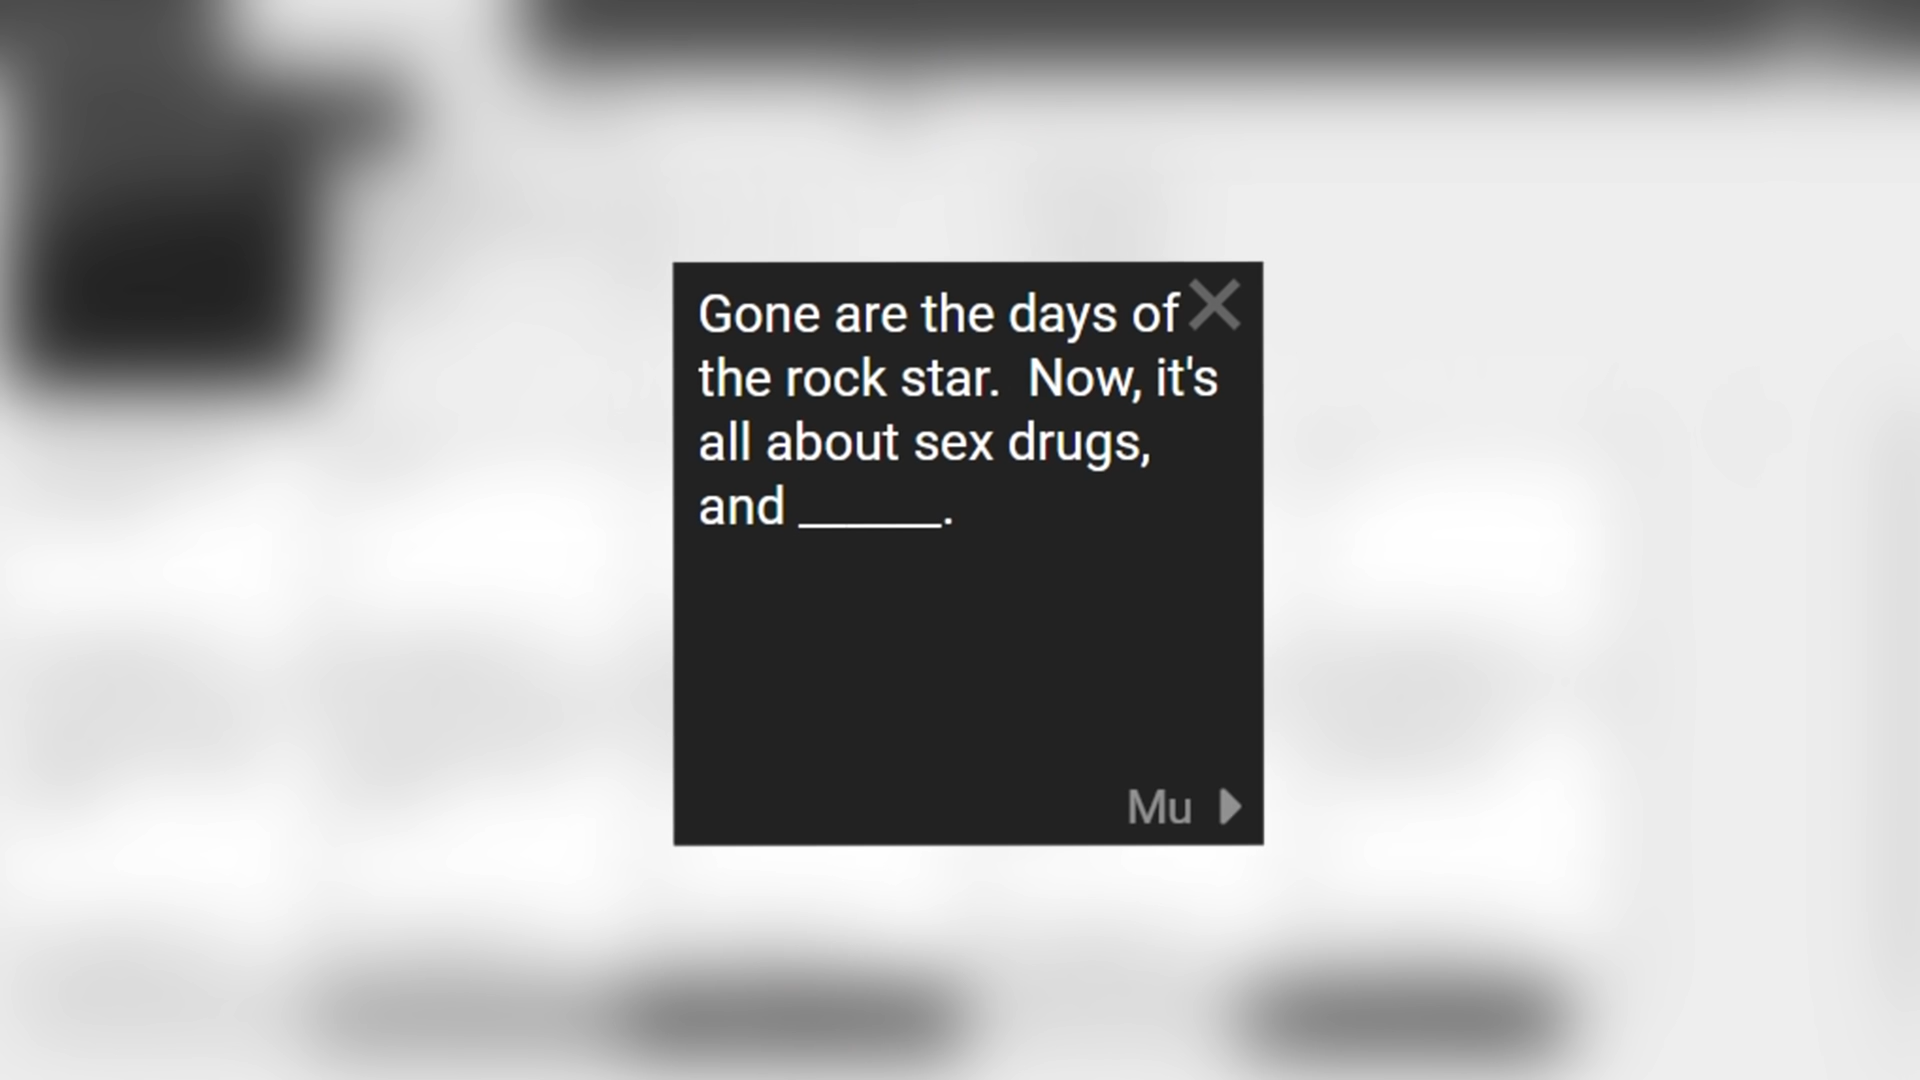 Gone are the days of
the rock star.  Now, it's
all about sex drugs,
and ______.
Mu